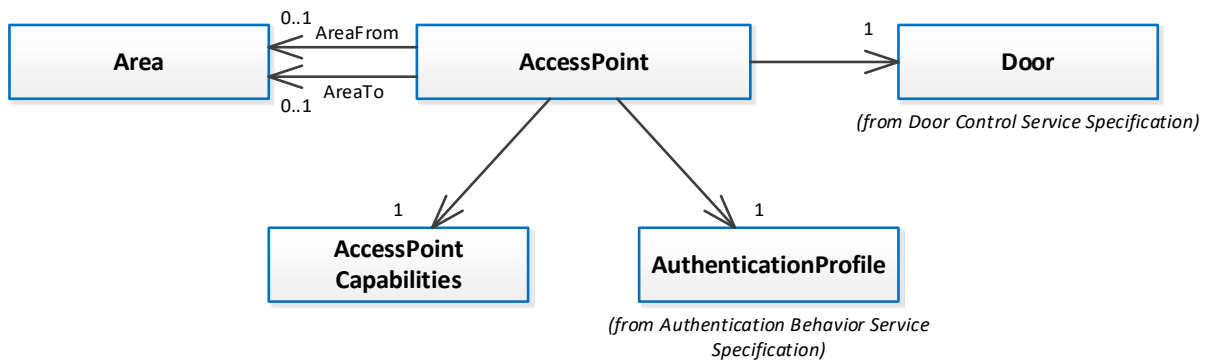 0..1
AreaFrom
1
Area
AccessPoint
Door
0..1
AreaTo
(from Door Control Service Specification)
1
1
AccessPoint
Capabilities
AuthenticationProfile
(from Authentication Behavior Service
Specification)